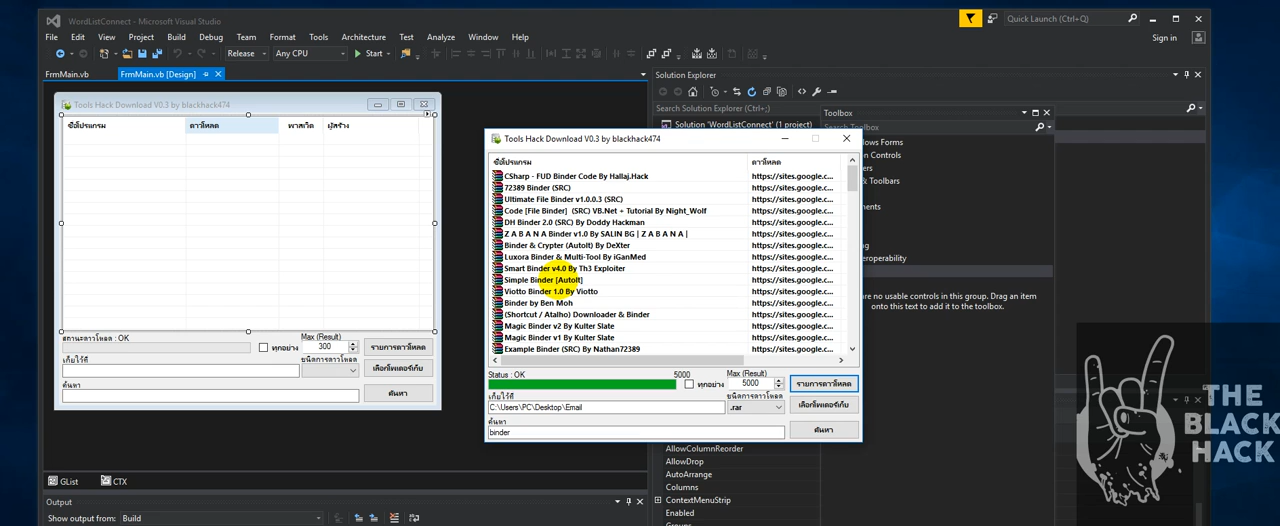 WordListConnect - Microsoft Visual Studio
Quick Launch (Ctrl+Q)
File Edit View Project Build Debug Team Format Tools Architecture Test Analyze Window Help
Sign in
Release Any CPU Start
FrmMain.vb FrmMain.vb [Design]
Solution Explorer
Search Solution Explorer (Ctrl+;)
Solution 'WordListConnect' (1 project)
Toolbox
Search Toolbox
dows Forms
n Controls
rs
& Toolbars
ents
g
eroperability
re no usable controls in this group. Drag an item
onto this text to add it to the toolbox.
Tools Hack Download V0.3 by blackhack474
ชื่อโปรแกรม ดาวโหลด พาสเวิด ผู้สร้าง
สถานะดาวโหลด : OK
ทุกอย่าง
Max (Result)
300
รายการดาวโหลด
เก็บไว้ที่
ชนิดการดาวโหลด
เลือกโฟเดอร์เก็บ
ค้นหา
ค้นหา
Tools Hack Download V0.3 by blackhack474
ชื่อโปรแกรม ดาวโหลด
CSharp - FUD Binder Code By Hallaj.Hack https://sites.google.c...
72389 Binder (SRC) https://sites.google.c...
Ultimate File Binder v1.0.0.3 (SRC) https://sites.google.c...
Code [File Binder] (SRC) VB.Net + Tutorial By Night_Wolf https://sites.google.c...
DH Binder 2.0 (SRC) By Doddy Hackman https://sites.google.c...
Z A B A N A Binder v1.0 By SALIN BG | Z A B A N A | https://sites.google.c...
Binder & Crypter (AutoIt) By DeXter https://sites.google.c...
Luxora Binder & Multi-Tool By iGanMed https://sites.google.c...
Smart Binder v4.0 By Th3 Exploiter https://sites.google.c...
Simple Binder [AutoIt] https://sites.google.c...
Viotto Binder 1.0 By Viotto https://sites.google.c...
Binder by Ben Moh https://sites.google.c...
(Shortcut / Atalho) Downloader & Binder https://sites.google.c...
Magic Binder v2 By Kulter Slate https://sites.google.c...
Magic Binder v1 By Kulter Slate https://sites.google.c...
Example Binder (SRC) By Nathan72389 https://sites.google.c...
Status : OK
5000
ทุกอย่าง
Max (Result)
5000
รายการดาวโหลด
เก็บไว้ที่
C:\Users\PC\Desktop\Email
ชนิดการดาวโหลด
.rar
เลือกโฟเดอร์เก็บ
ค้นหา
binder
ค้นหา
THE
BLACK
HACK
AllowColumnReorder
AllowDrop
AutoArrange
Columns
ContextMenuStrip
Enabled
GList CTX
Output
Show output from: Build